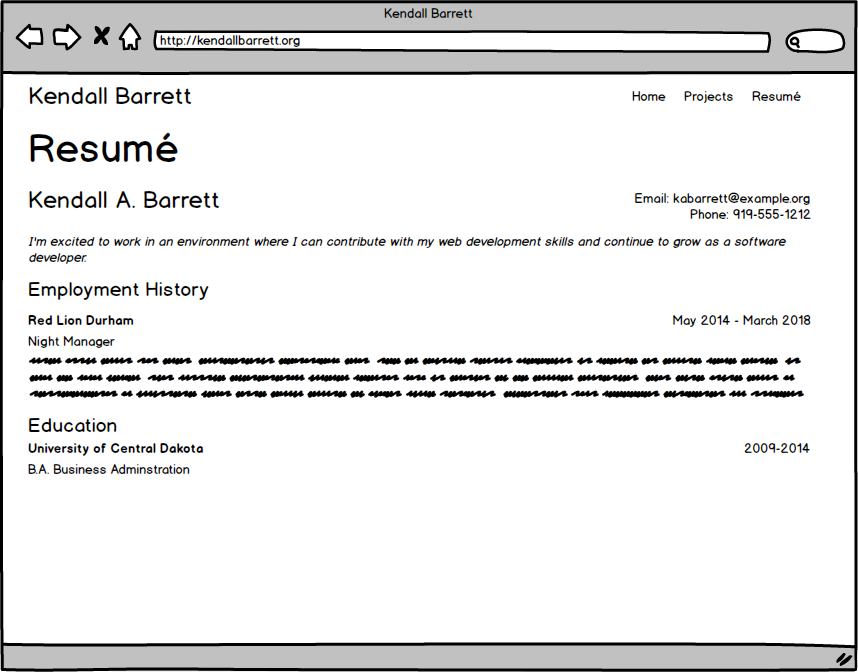 Kendall Barrett
http://kendallbarrett.org
Kendall Barrett
Home Projects Resumé
Resumé
Kendall A. Barrett
Email: kabarrett@example.org
Phone: 919-555-1212
I'm excited to work in an environment where I can contribute with my web development skills and continue to grow as a software
developer.
Employment History
Red Lion Durham May 2014 - March 2018
Night Manager
Education
University of Central Dakota 2009-2014
B.A. Business Adminstration